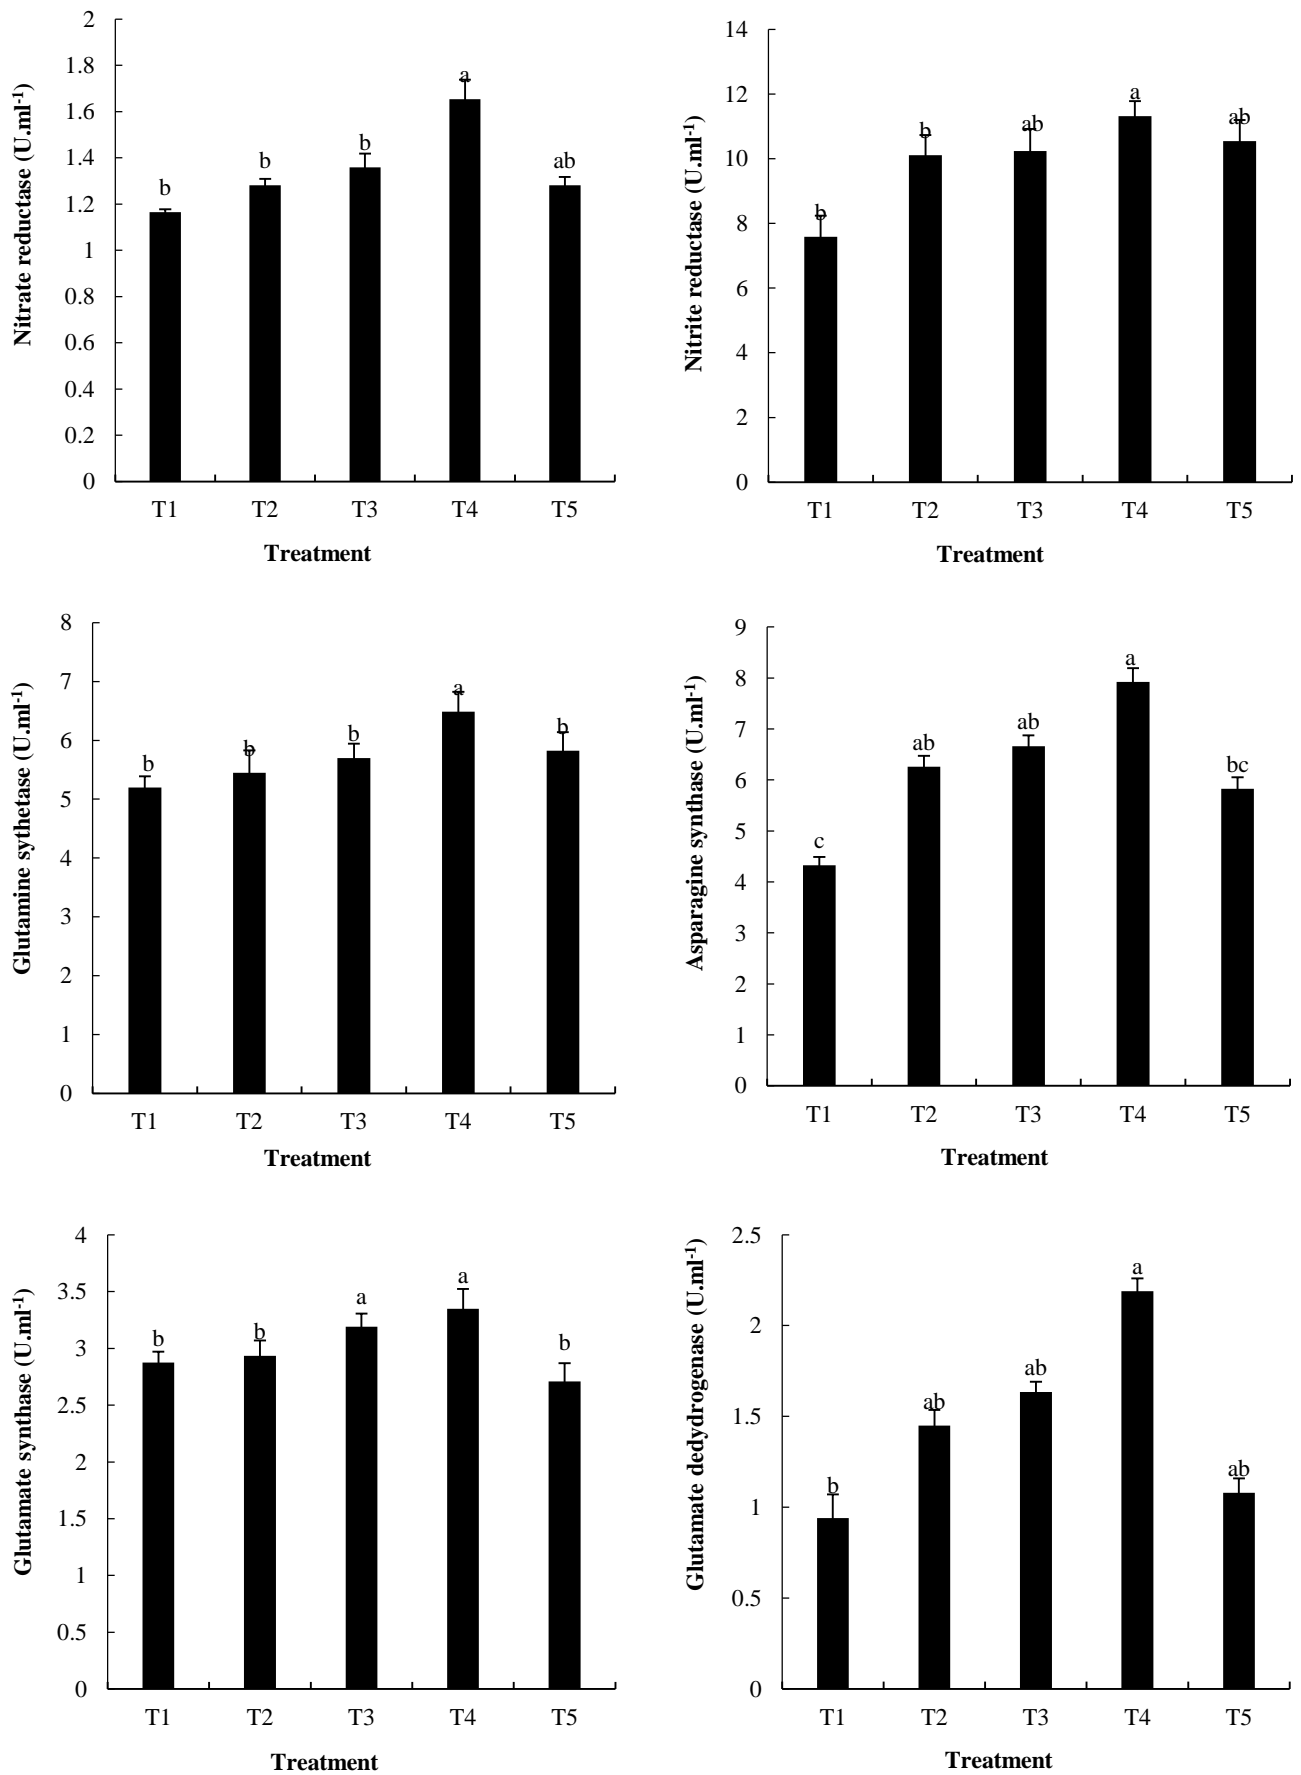 Nitrate reductase (U.ml-1)
2
1.8
1.6
1.4
1.2
1
0.8
0.6
0.4
0.2
0
b
b
b
a
ab
T1 T2 T3 T4 T5
Treatment
Nitrite reductase (U.ml-1)
14
12
10
8
6
4
2
0
b
b
ab
a
ab
T1 T2 T3 T4 T5
Treatment
Glutamine sythetase (U.ml-1)
8
7
6
5
4
3
2
1
0
b
b
b
a
b
T1 T2 T3 T4 T5
Treatment
Asparagine synthase (U.ml-1)
9
8
7
6
5
4
3
2
1
0
c
ab
ab
a
bc
T1 T2 T3 T4 T5
Treatment
Glutamate synthase (U.ml-1)
4
3.5
3
2.5
2
1.5
1
0.5
0
b
b
a
a
b
T1 T2 T3 T4 T5
Treatment
Glutamate dedydrogenase (U.ml-1)
2.5
2
1.5
1
0.5
0
b
ab
ab
a
ab
T1 T2 T3 T4 T5
Treatment